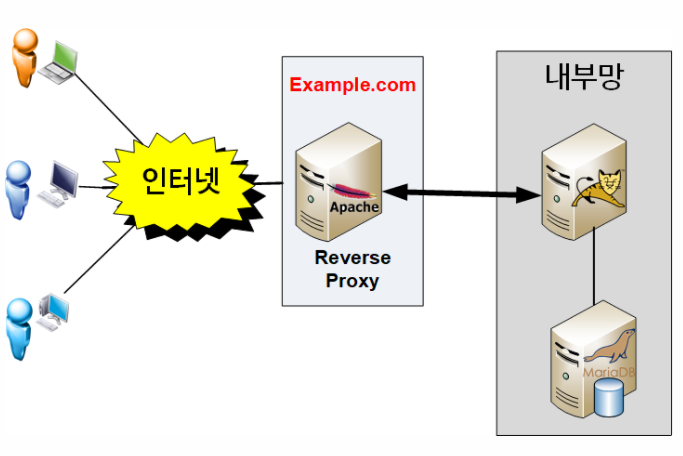 Example.com
내부망
인터넷
Apache
Reverse
Proxy
MariaDB